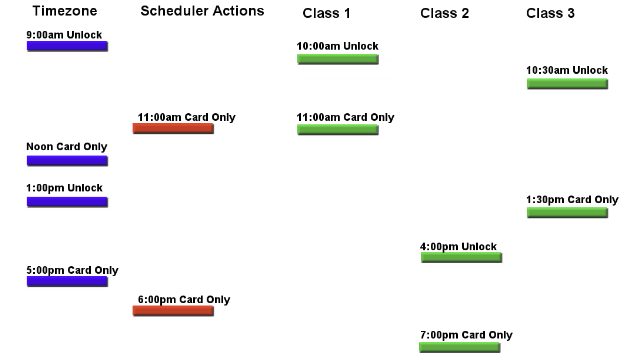 Timezone
Scheduler Actions
Class 1
Class 2
Class 3
9:00am Unlock
10:00am Unlock
10:30am Unlock
11:00am Card Only
11:00am Card Only
Noon Card Only
1:00pm Unlock
1:30pm Card Only
4:00pm Unlock
5:00pm Card Only
6:00pm Card Only
7:00pm Card Only